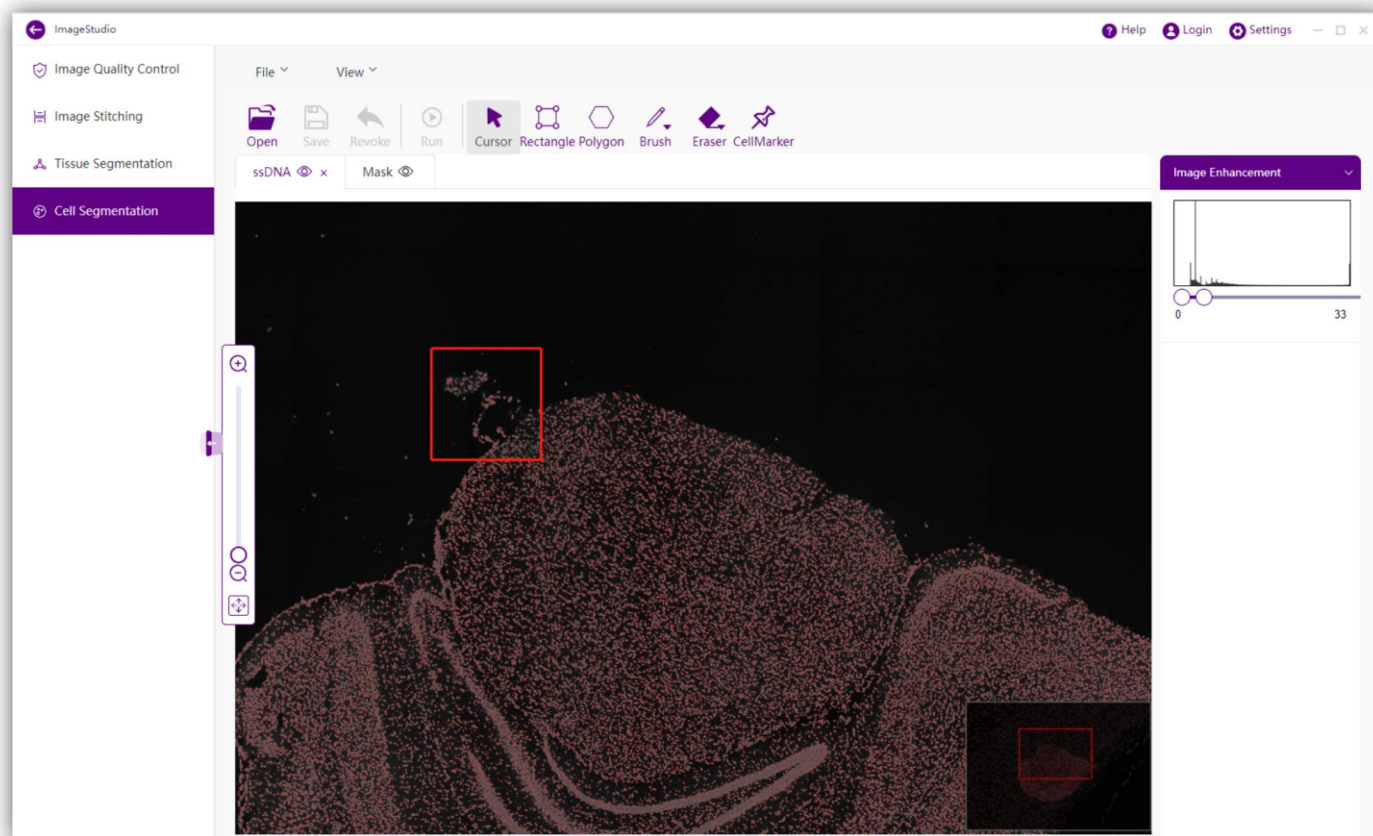 ImageStudio
Help Login Settings
Image Quality Control
Image Stitching
Tissue Segmentation
Cell Segmentation
File View
Open Save Revoke Run Cursor Rectangle Polygon Brush Eraser CellMarker
ssDNA Mask
Image Enhancement
0 33